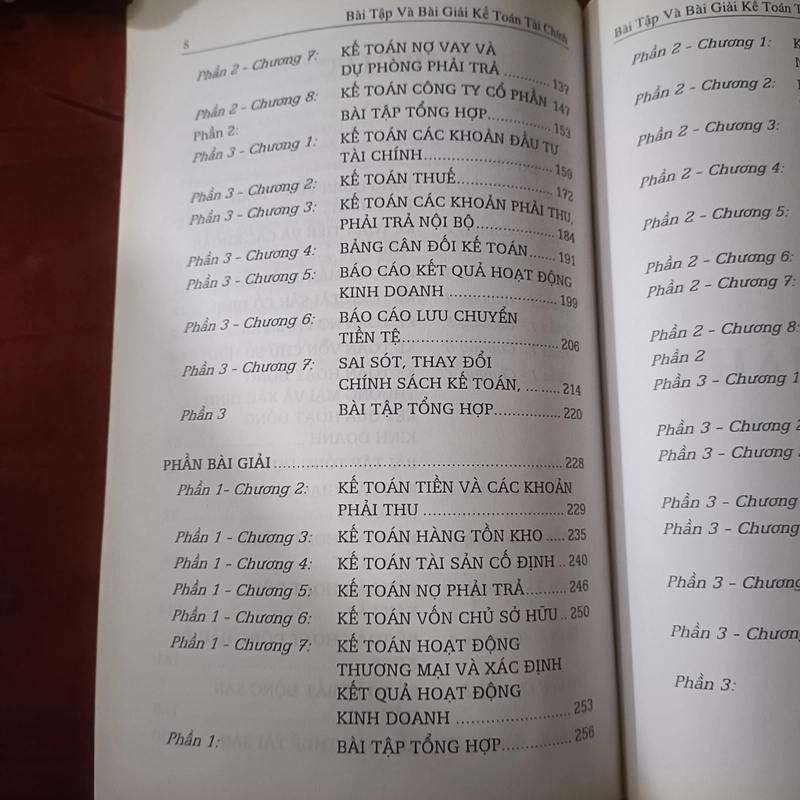 8
Bài Tập Và Bài Giải Kế Toán Tài Chính
Phần 2 - Chương 7: KẾ TOÁN NỢ VAY VÀ
DỰ PHÒNG PHẢI TRẢ ............ 137
Phần 2 - Chương 8: KẾ TOÁN CÔNG TY CỔ PHẦN 147
Phần 2: BÀI TẬP TỔNG HỢP............... 153
Phần 3 - Chương 1: KẾ TOÁN CÁC KHOẢN ĐẦU TƯ
TÀI CHÍNH........................ 159
Phần 3 - Chương 2: KẾ TOÁN THUẾ.................... 172
Phần 3 - Chương 3: KẾ TOÁN CÁC KHOẢN PHẢI THU,
PHẢI TRẢ NỘI BỘ................. 184
Phần 3 - Chương 4: BẢNG CÂN ĐỐI KẾ TOÁN........ 191
Phần 3 - Chương 5: BÁO CÁO KẾT QUẢ HOẠT ĐỘNG
KINH DOANH ..................... 199
Phần 3 - Chương 6: BÁO CÁO LƯU CHUYỂN
TIỀN TỆ............................ 206
Phần 3 - Chương 7: SAI SÓT, THAY ĐỔI
CHÍNH SÁCH KẾ TOÁN, ... ..... 214
Phần 3 BÀI TẬP TỔNG HỢP............... 220
PHẦN BÀI GIẢI.................................................. 228
Phần 1- Chương 2: KẾ TOÁN TIỀN VÀ CÁC KHOẢN
PHẢI THU ......................... 229
Phần 1 - Chương 3: KẾ TOÁN HÀNG TỒN KHO ..... 235
Phần 1 - Chương 4: KẾ TOÁN TÀI SẢN CỐ ĐỊNH .. 240
Phần 1 - Chương 5: KẾ TOÁN NỢ PHẢI TRẢ......... 246
Phần 1 - Chương 6: KẾ TOÁN VỐN CHỦ SỞ HỮU .. 250
Phần 1 - Chương 7: KẾ TOÁN HOẠT ĐỘNG
THƯƠNG MẠI VÀ XÁC ĐỊNH
KẾT QUẢ HOẠT ĐỘNG
KINH DOANH .................... 253
Phần 1: BÀI TẬP TỔNG HỢP............. 256
Bài Tập Và Bài Giải Kế Toán
Phần 2 - Chương 1:
Phần 2 - Chương 2:
Phần 2 - Chương 3:
Phần 2 - Chương 4:
Phần 2 - Chương 5:
Phần 2 - Chương 6:
Phần 2 - Chương 7:
Phần 2 - Chương 8:
Phần 2
Phần 3 - Chương 1
Phần 3 - Chương 2
Phần 3 - Chương
Phần 3 - Chương
Phần 3 - Chương
Phần 3 - Chương
Phần 3 - Chương
Phần 3: